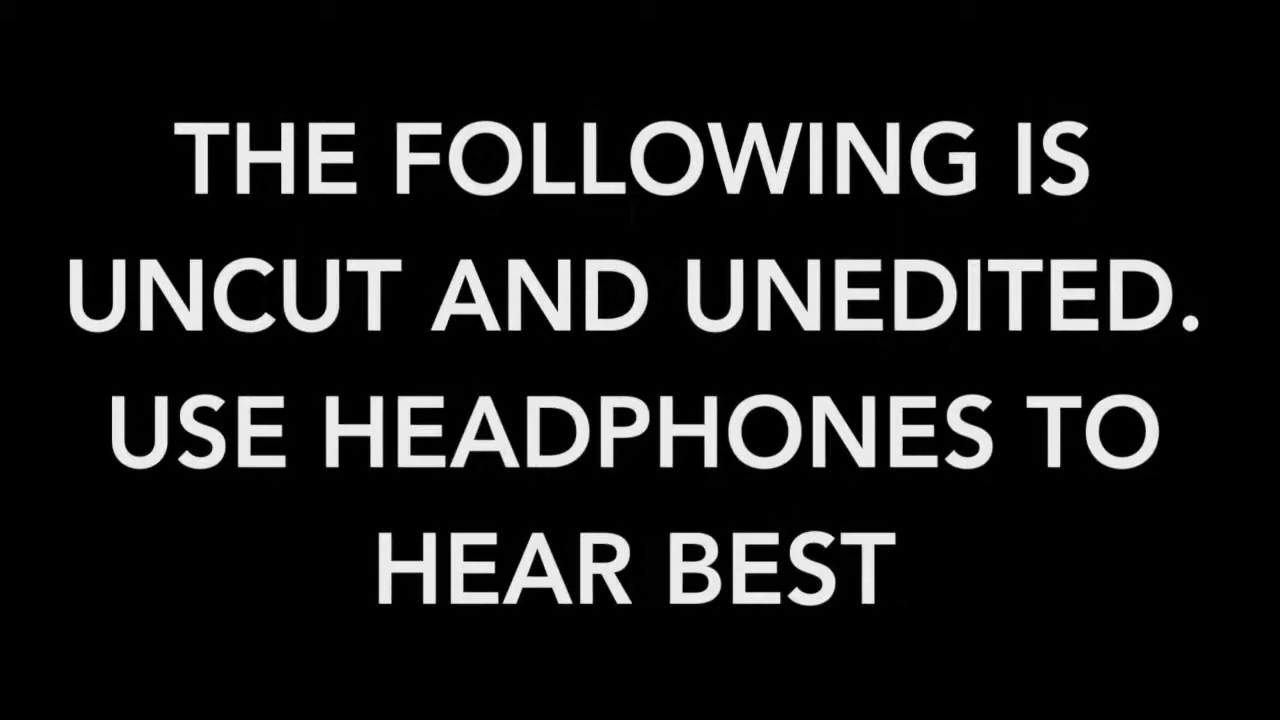 THE FOLLOWING IS
UNCUT AND UNEDITED.
USE HEADPHONES TO
HEAR BEST